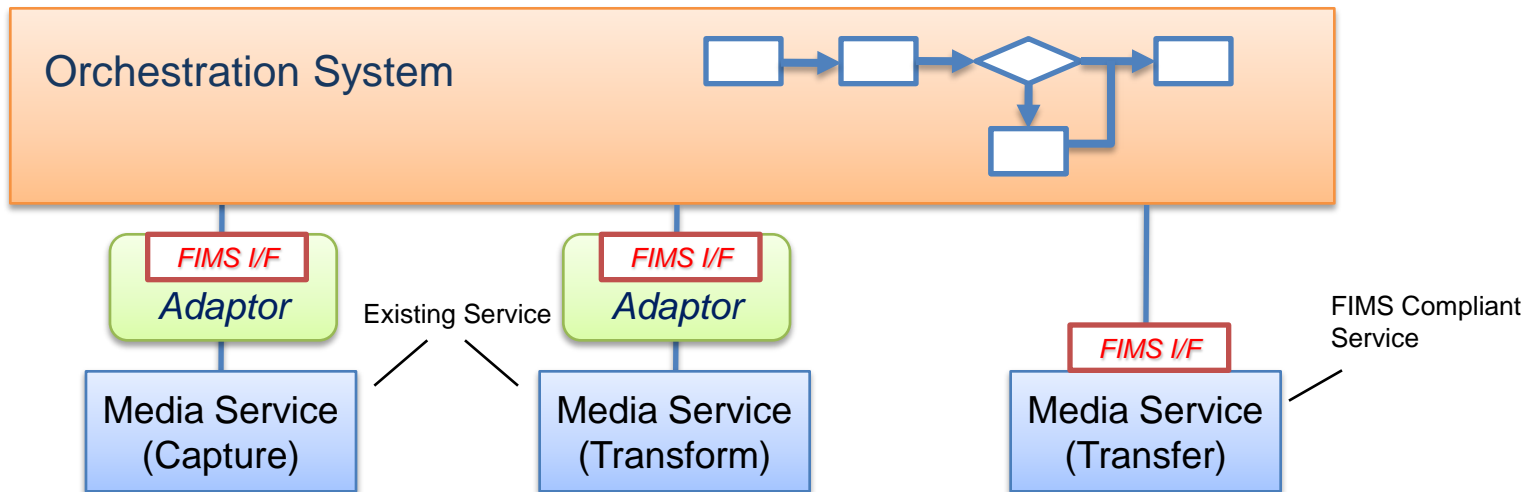 Orchestration System
FIMS I/F
Adaptor
FIMS I/F
Adaptor
Existing Service
FIMS I/F
FIMS Compliant
Service
Media Service
(Capture)
Media Service
(Transform)
Media Service
(Transfer)